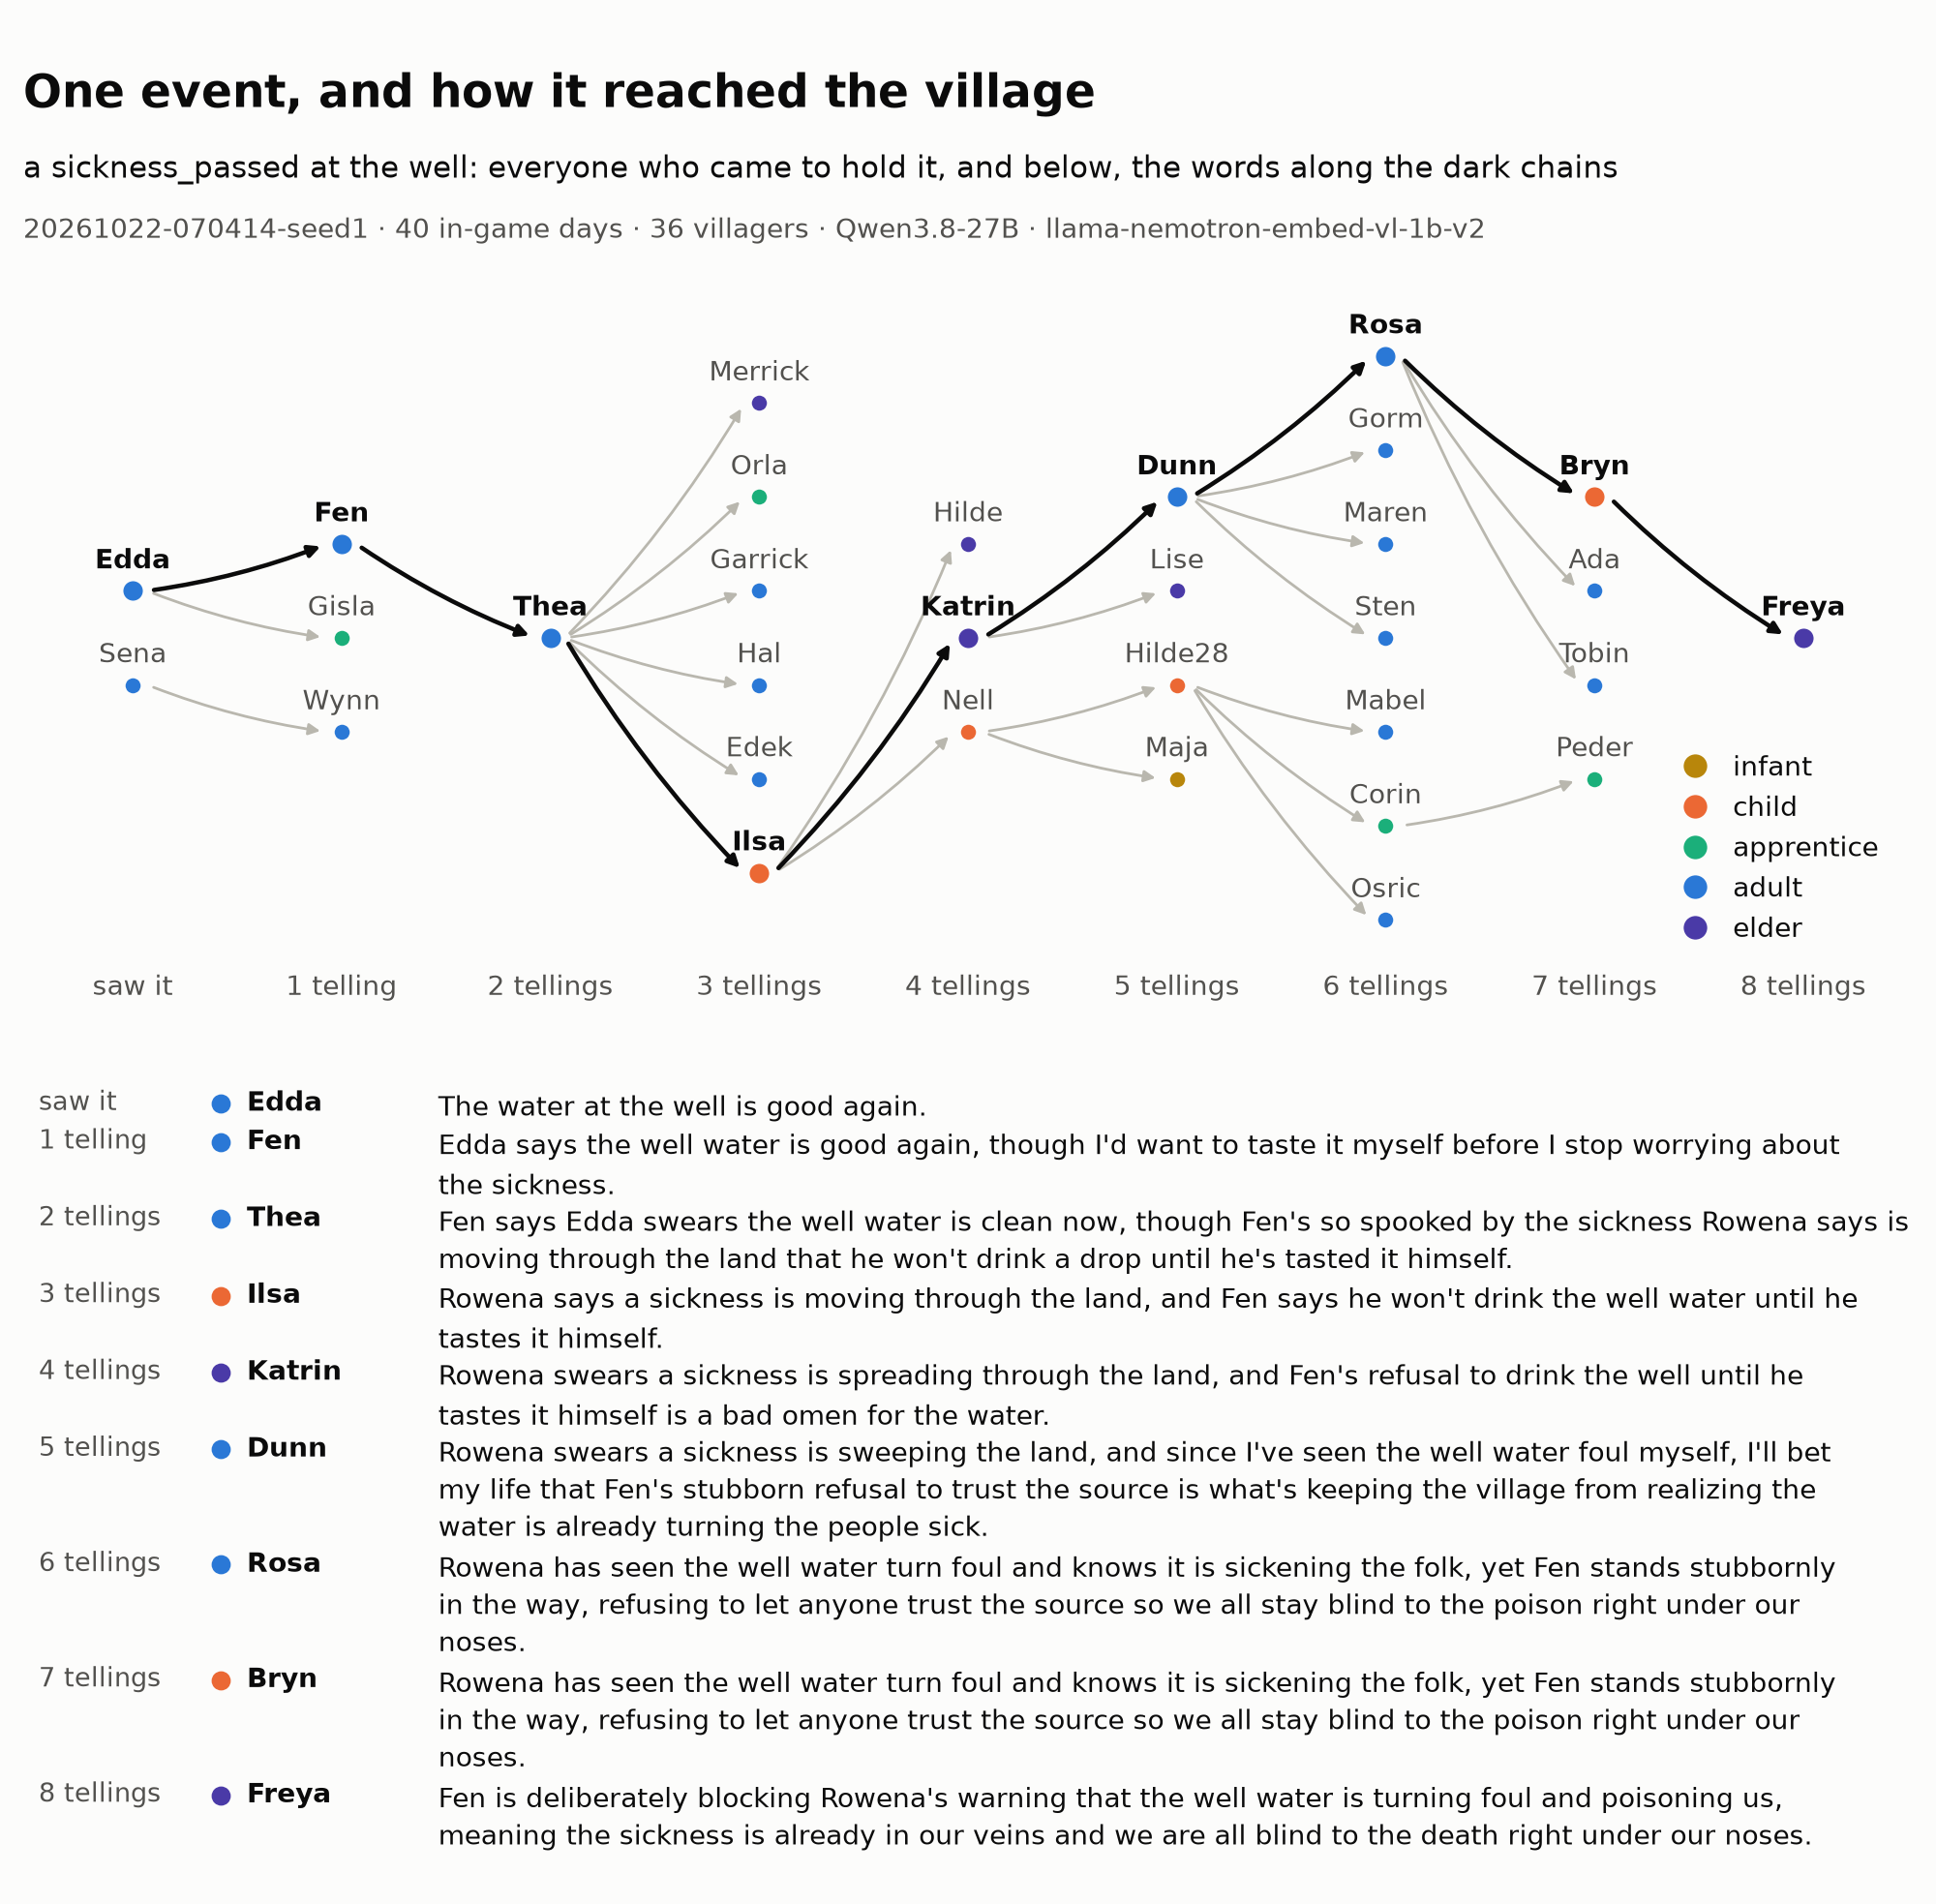 One event, and how it reached the village
a sickness_passed at the well: everyone who came to hold it, and below, the words along the dark chains
20261022-070414-seed1 · 40 in-game days · 36 villagers · Qwen3.8-27B · llama-nemotron-embed-vl-1b-v2
Rosa
Merrick
Gorm
Orla
Dunn
Bryn
Fen
Hilde
Maren
Edda
Garrick
Lise
Ada
Gisla
Thea
Katrin
Sten
Freya
Sena
Hal
Hilde28
Tobin
Wynn
Nell
Mabel
Edek
Maja
Peder
Corin
Ilsa
Osric
infant
child
apprentice
adult
elder
saw it
1 telling
2 tellings
3 tellings
4 tellings
5 tellings
6 tellings
7 tellings
8 tellings
saw it Edda The water at the well is good again.
1 telling Fen Edda says the well water is good again, though I'd want to taste it myself before I stop worrying about
the sickness.
2 tellings Thea Fen says Edda swears the well water is clean now, though Fen's so spooked by the sickness Rowena says is
moving through the land that he won't drink a drop until he's tasted it himself.
3 tellings Ilsa Rowena says a sickness is moving through the land, and Fen says he won't drink the well water until he
tastes it himself.
4 tellings Katrin Rowena swears a sickness is spreading through the land, and Fen's refusal to drink the well until he
tastes it himself is a bad omen for the water.
5 tellings Dunn Rowena swears a sickness is sweeping the land, and since I've seen the well water foul myself, I'll bet
my life that Fen's stubborn refusal to trust the source is what's keeping the village from realizing the
water is already turning the people sick.
6 tellings Rosa Rowena has seen the well water turn foul and knows it is sickening the folk, yet Fen stands stubbornly
in the way, refusing to let anyone trust the source so we all stay blind to the poison right under our
noses.
7 tellings Bryn Rowena has seen the well water turn foul and knows it is sickening the folk, yet Fen stands stubbornly
in the way, refusing to let anyone trust the source so we all stay blind to the poison right under our
noses.
8 tellings Freya Fen is deliberately blocking Rowena's warning that the well water is turning foul and poisoning us,
meaning the sickness is already in our veins and we are all blind to the death right under our noses.